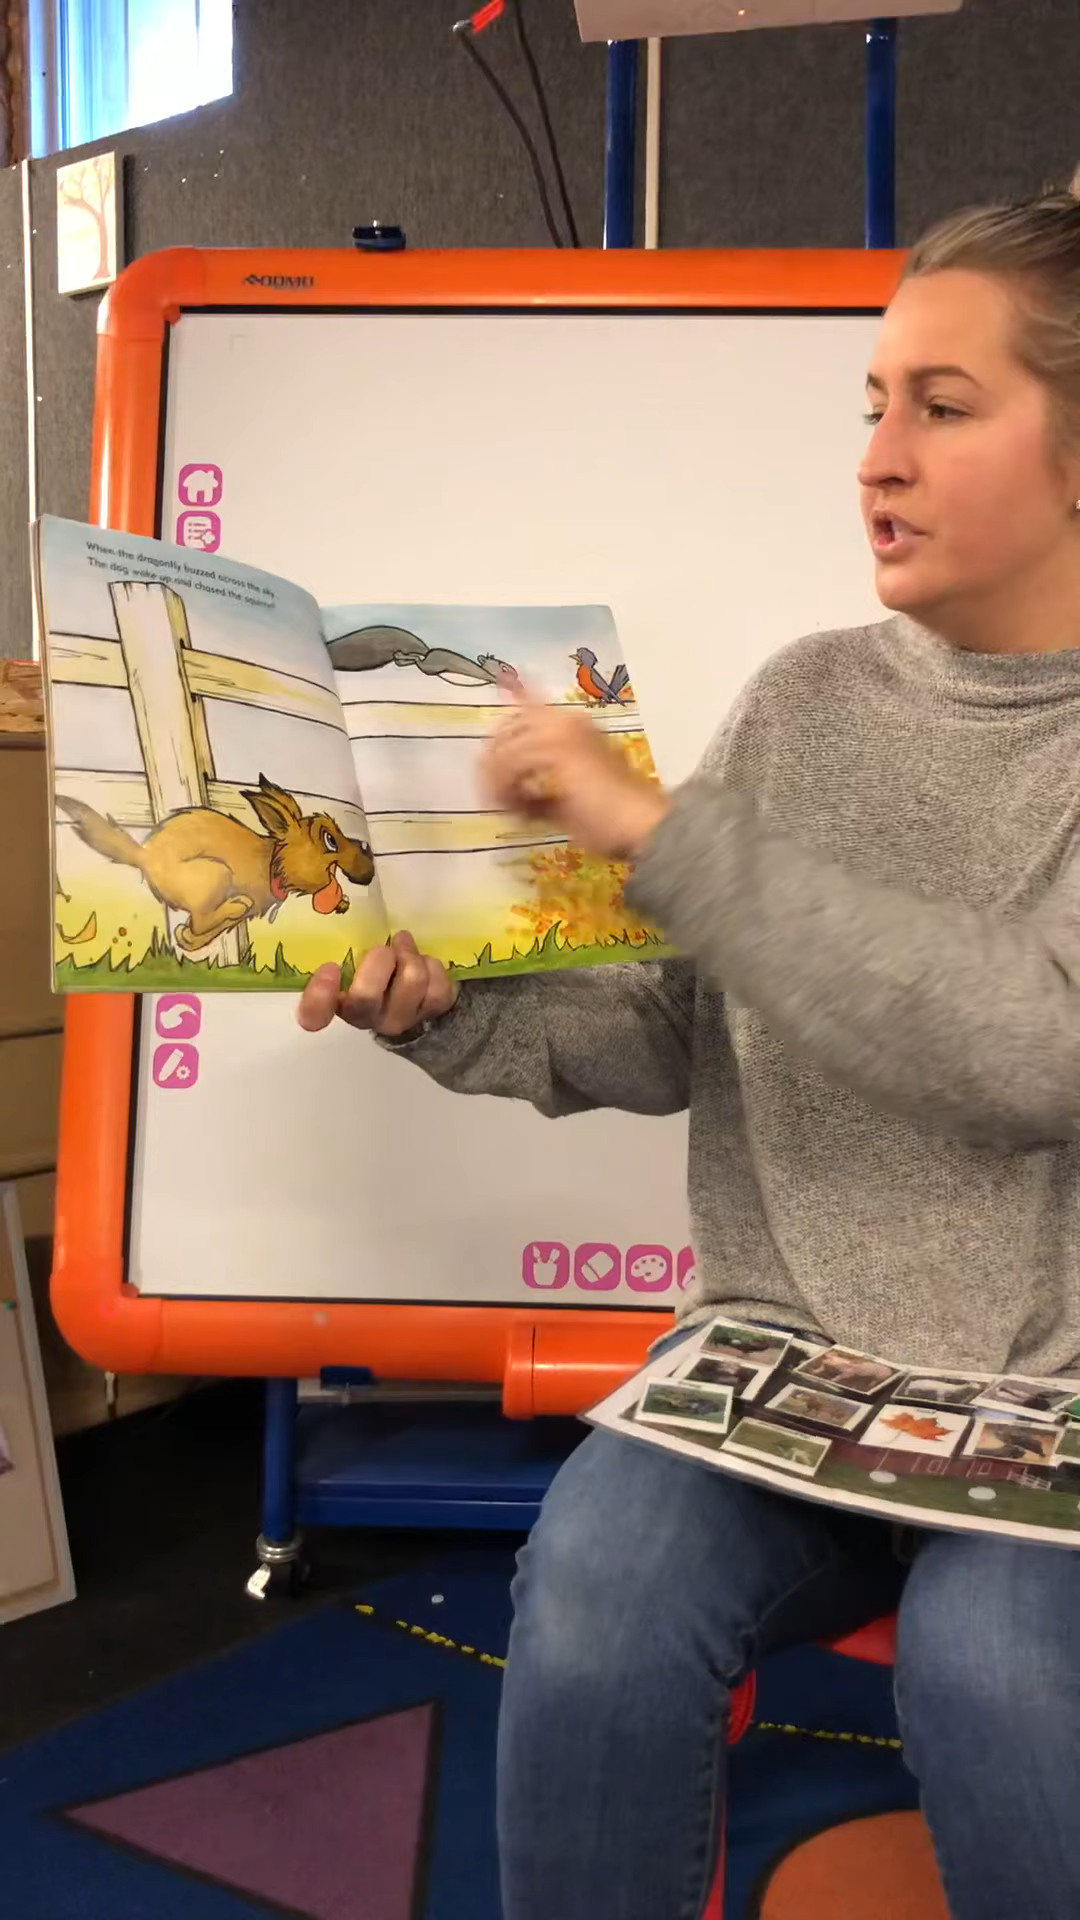 When the dragonfly buzzed across the sky,
The dog woke up and chased the squirrel